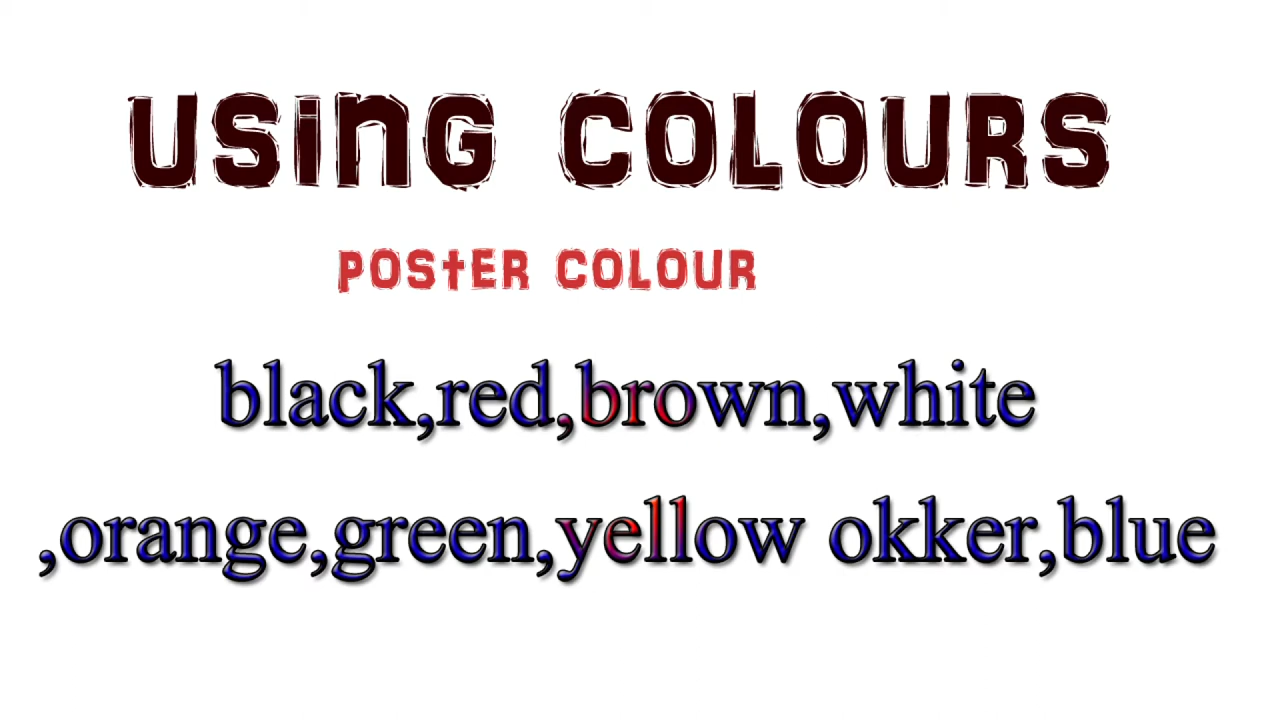 USING COLOURS
POSTER COLOUR
black,red,brown,white
,orange,green,yellow okker,blue